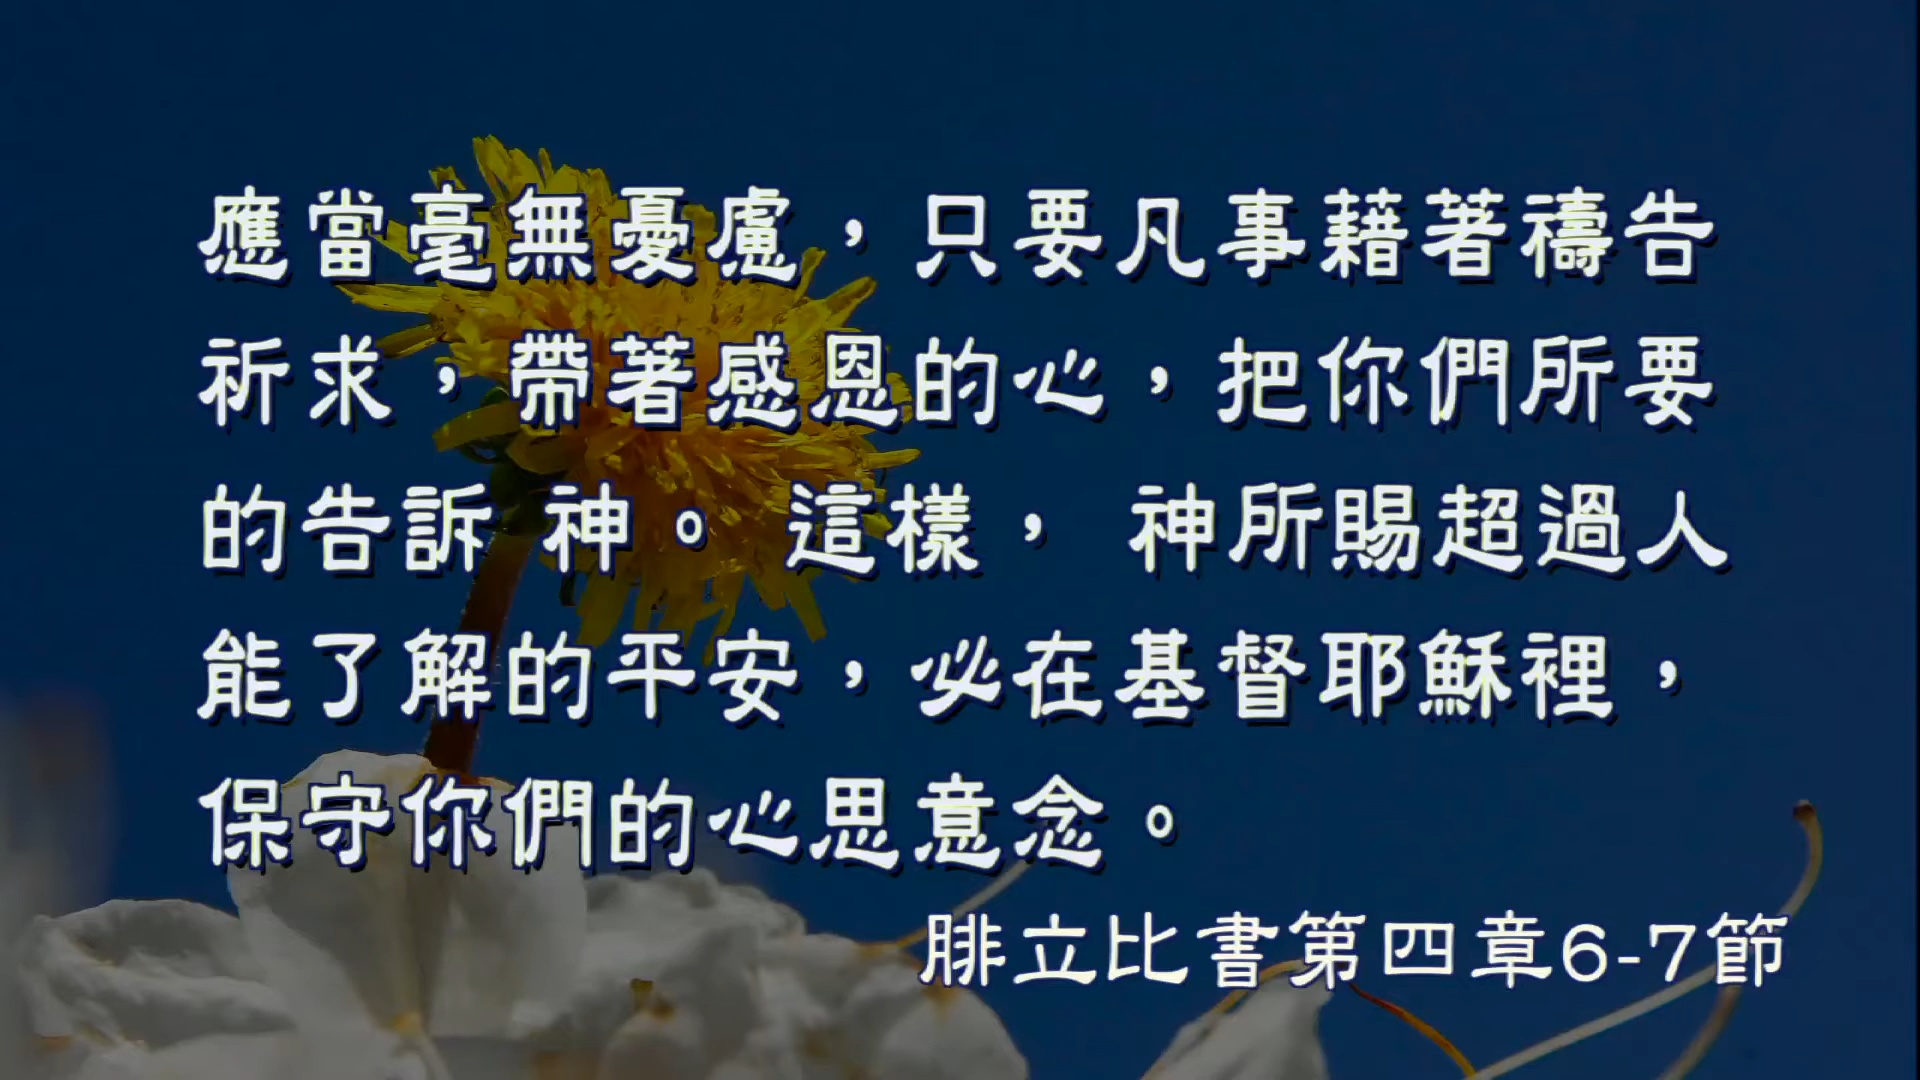 應當毫無憂慮，只要凡事藉著禱告
祈求，帶著感恩的心，把你們所要
的告訴 神。 這樣， 神所賜超過人
能了解的平安，必在基督耶穌裡，
保守你們的心思意念。
腓立比書第四章6-7節